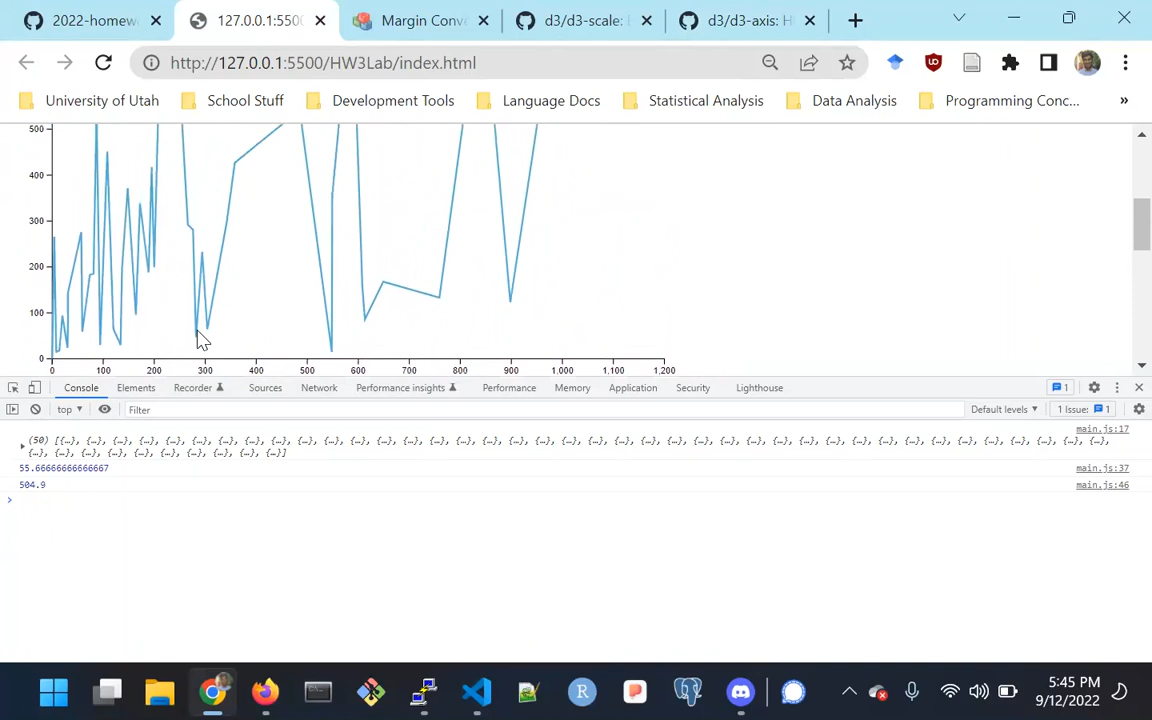 2022-homew
127.0.0.1:5500
Margin Conv
d3/d3-scale:
d3/d3-axis: H
http://127.0.0.1:5500/HW3Lab/index.html
University of Utah
School Stuff
Development Tools
Language Docs
Statistical Analysis
Data Analysis
Programming Conc...
»
500
400
300
200
100
0
0 100 200 300 400 500 600 700 800 900 1,000 1,100 1,200
Console
Elements
Recorder
Sources
Network
Performance insights
Performance
Memory
Application
Security
Lighthouse
1
top
Filter
Default levels
1 Issue:
1
main.js:17
(50) [{…}, {…}, {…}, {…}, {…}, {…}, {…}, {…}, {…}, {…}, {…}, {…}, {…}, {…}, {…}, {…}, {…}, {…}, {…}, {…}, {…}, {…}, {…}, {…}, {…}, {…}, {…}, {…}, {…}, {…}, {…}, {…}, {…}, {…}, {…}, {…}, {…}, {…}, {…}, {…},
{…}, {…}, {…}, {…}, {…}, {…}, {…}, {…}, {…}, {…}]
55.66666666666667 main.js:37
504.9 main.js:46
5:45 PM
9/12/2022